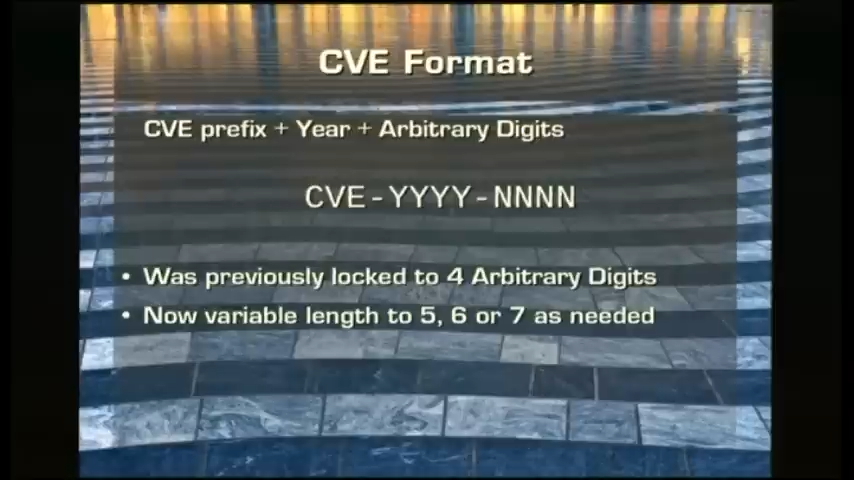 CVE Format
CVE prefix + Year + Arbitrary Digits
CVE-YYYY-NNNN
• Was previously locked to 4 Arbitrary Digits
• Now variable length to 5, 6 or 7 as needed